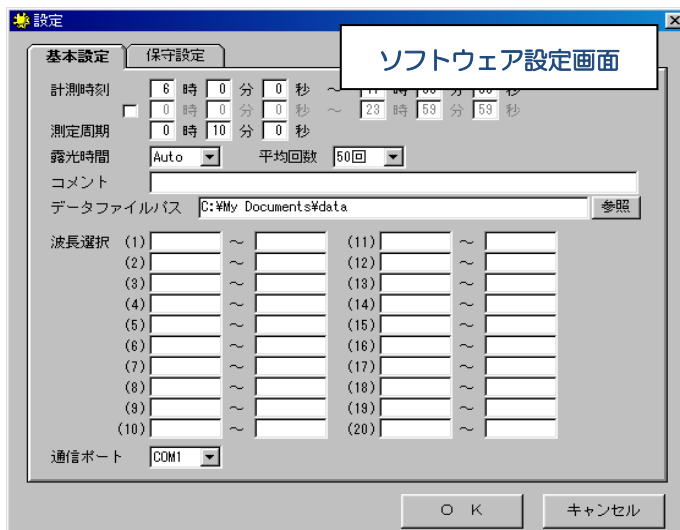 設定
ソフトウェア設定画面
基本設定 保守設定
計測時刻 6 時 0 分 0 秒 ～ 時 分 秒
0 時 0 分 0 秒 ～ 23 時 59 分 59 秒
測定周期 0 時 10 分 0 秒
露光時間 Auto 平均回数 50回
コメント
データファイルパス C:¥My Documents¥data 参照
波長選択 (1) ～ (11) ～
(2) ～ (12) ～
(3) ～ (13) ～
(4) ～ (14) ～
(5) ～ (15) ～
(6) ～ (16) ～
(7) ～ (17) ～
(8) ～ (18) ～
(9) ～ (19) ～
(10) ～ (20) ～
通信ポート COM1
ＯＫ キャンセル